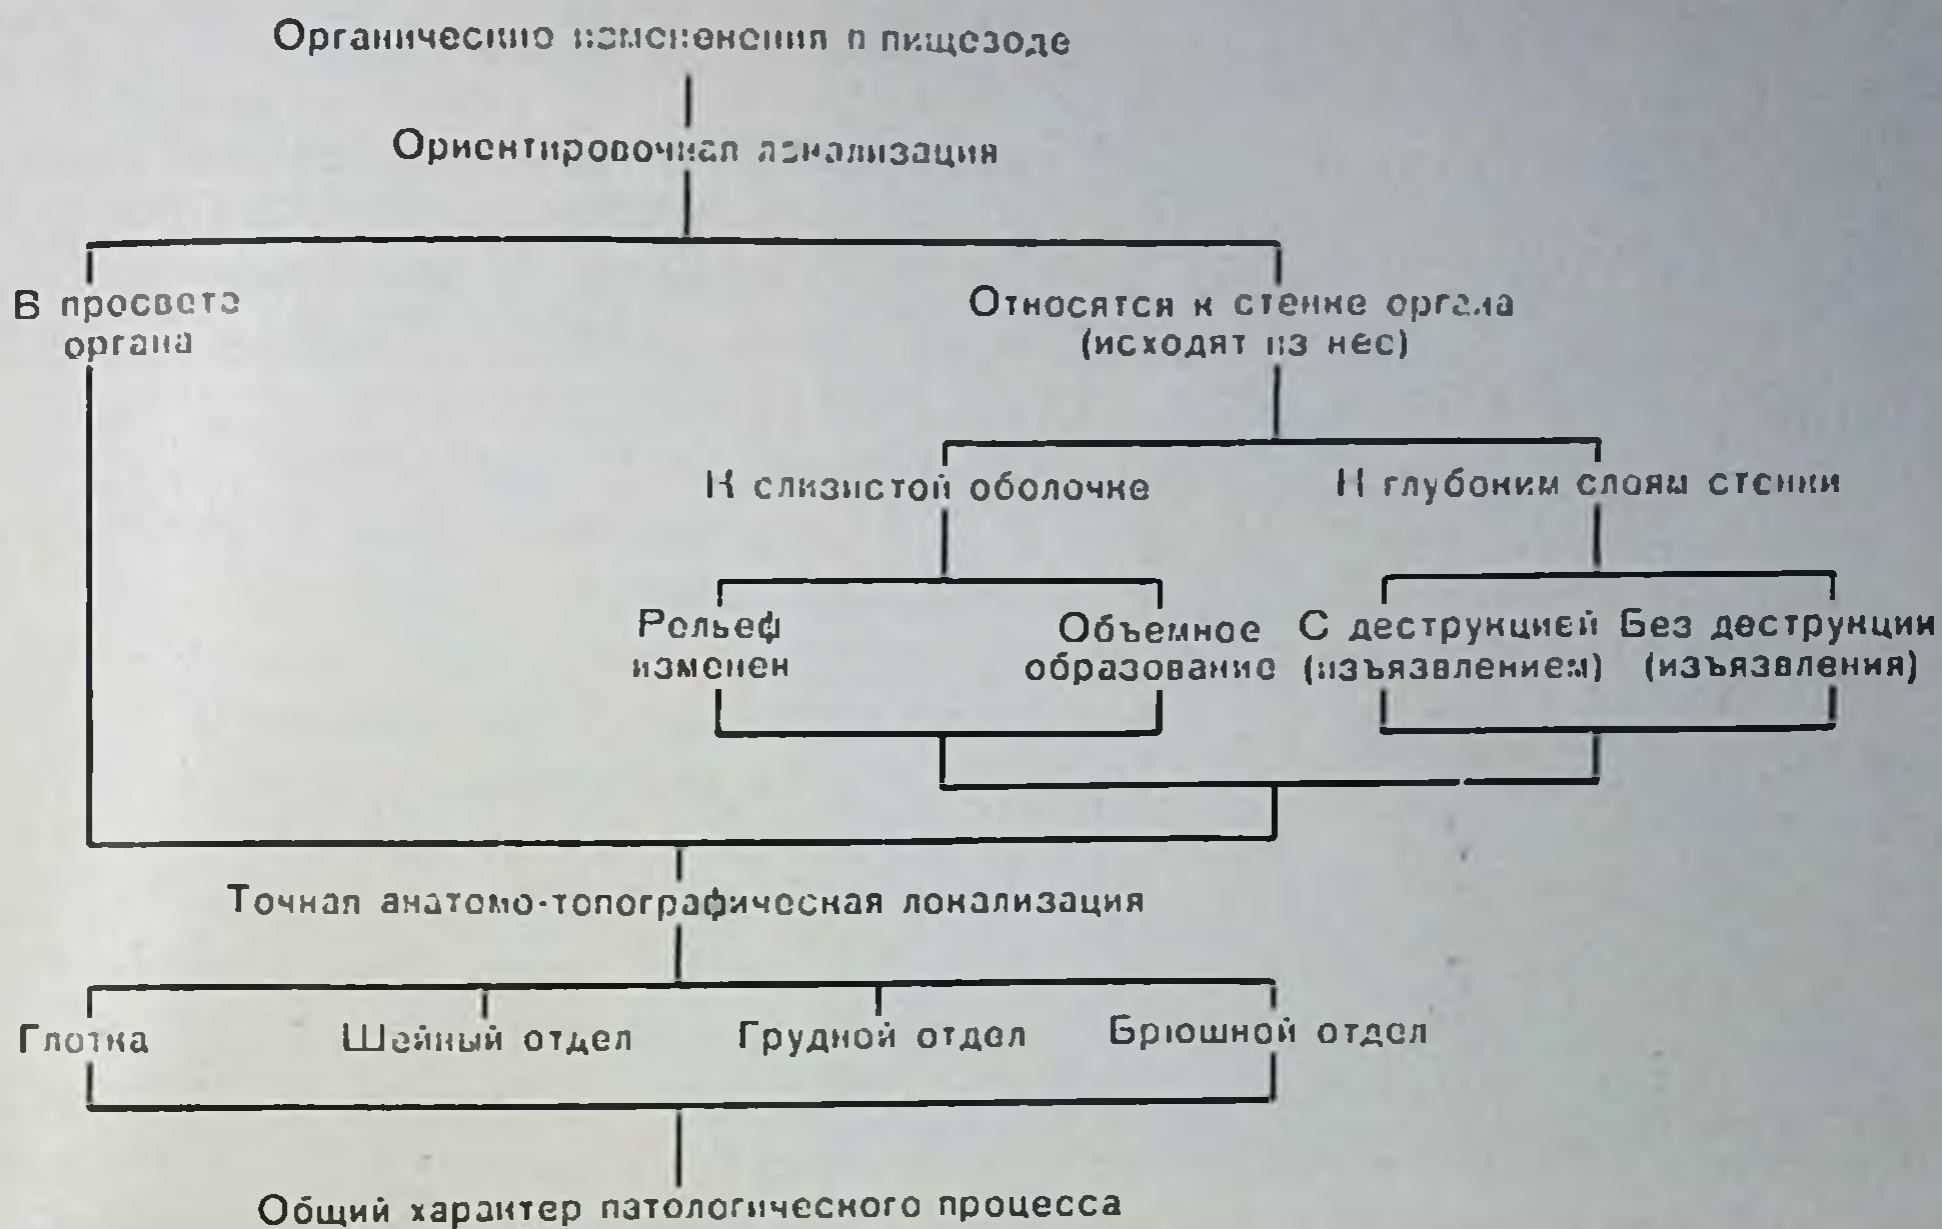 Органические изменения в пищеводе
Ориентировочная локализация
В просвете
органа
Относятся к стенке органа
(исходят из нее)
К слизистой оболочке
К глубоким слоям стенки
Рельеф
изменен
Объемное
образование
С деструкцией
(изъязвлением)
Без деструкции
(изъязвления)
Точная анатомо-топографическая локализация
Глотка
Шейный отдел
Грудной отдел
Брюшной отдел
Общий характер патологического процесса